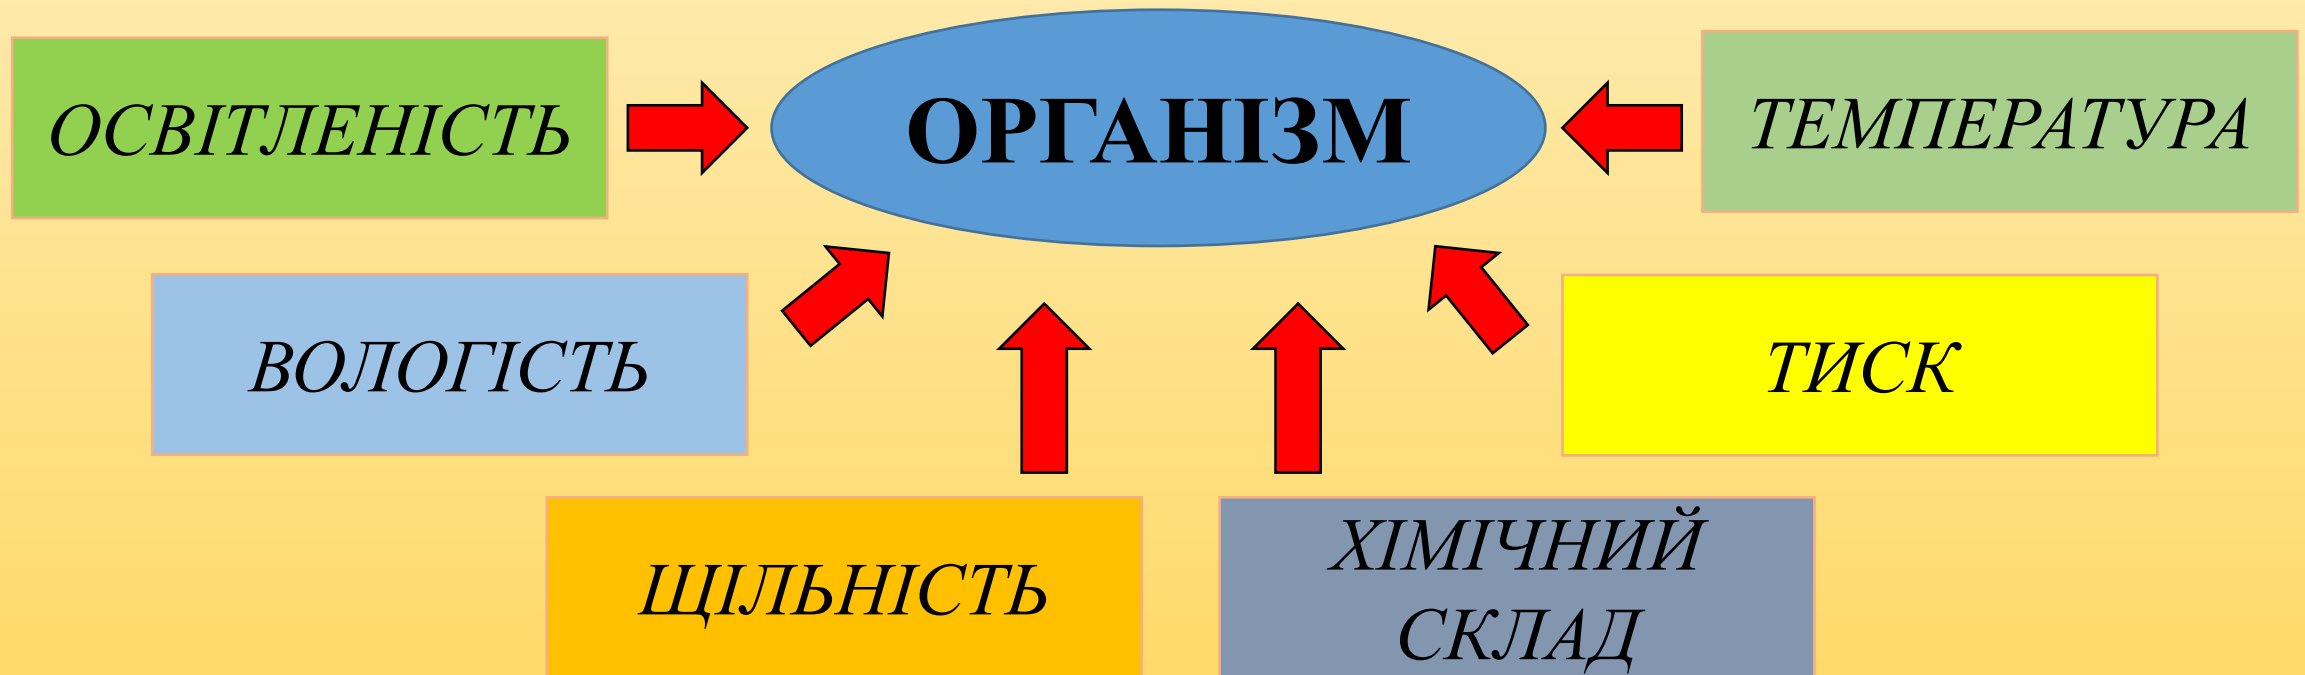 ОСВІТЛЕНІСТЬ
ОРГАНІЗМ
ТЕМПЕРАТУРА
ВОЛОГІСТЬ
ТИСК
ЩІЛЬНІСТЬ
ХІМІЧНИЙ
СКЛАД